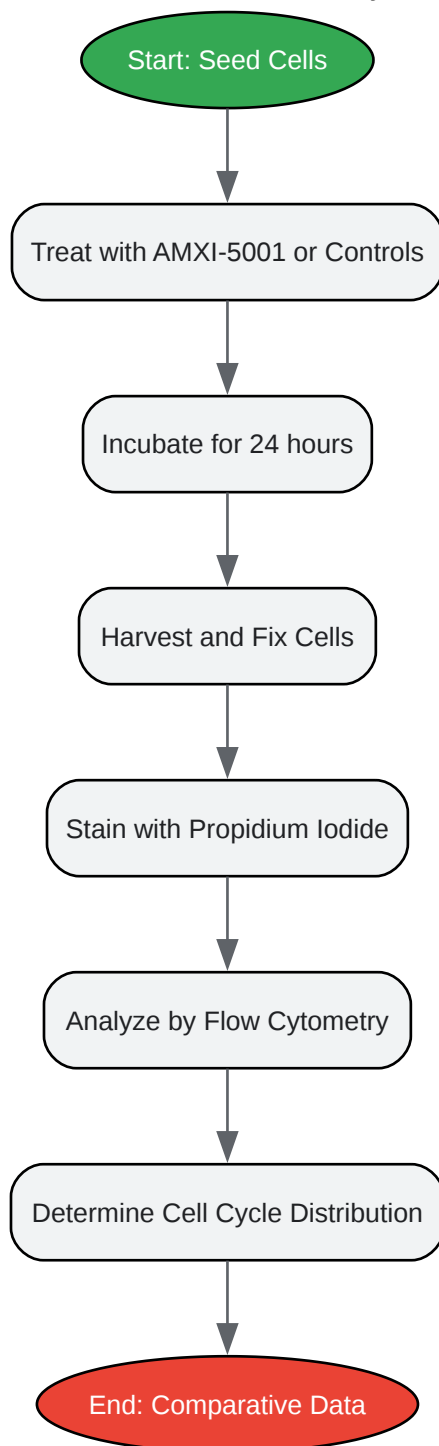 Start: Seed Cells
Treat with AMXI-5001 or Controls
Incubate for 24 hours
Harvest and Fix Cells
Stain with Propidium Iodide
Analyze by Flow Cytometry
Determine Cell Cycle Distribution
End: Comparative Data